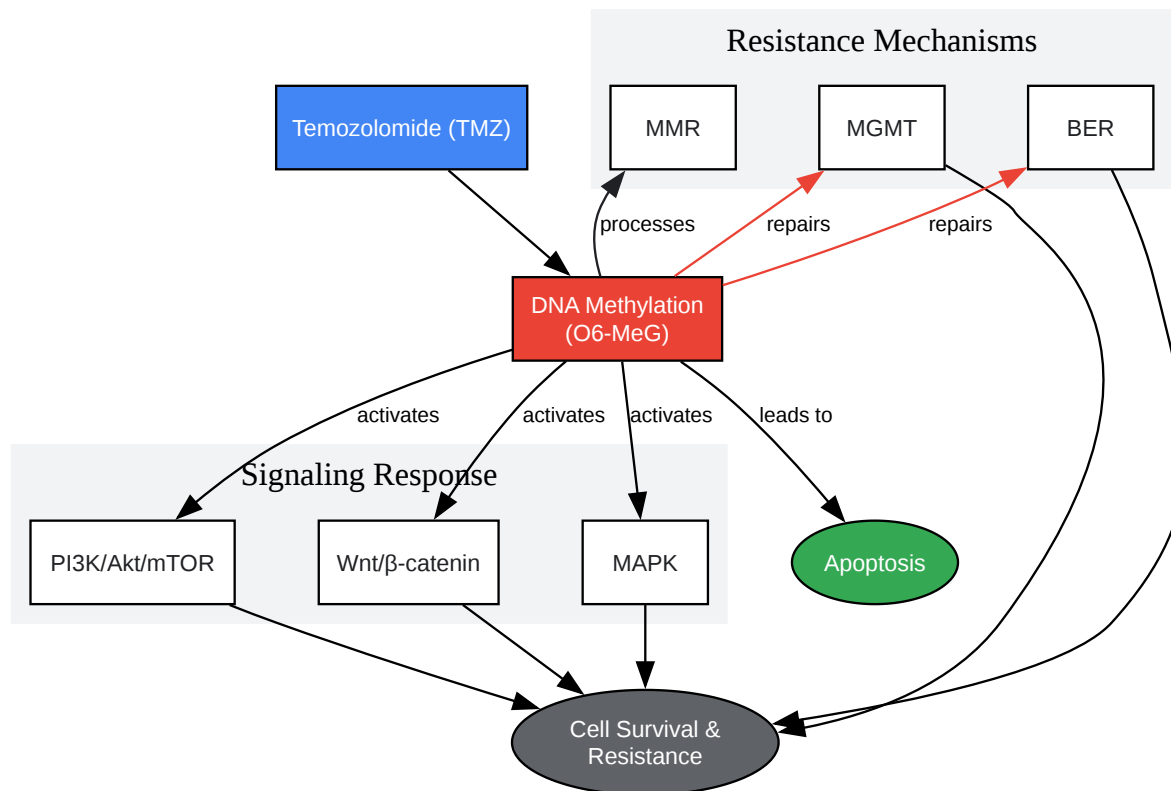 Resistance Mechanisms
Temozolomide (TMZ)
MMR
MGMT
BER
processes
repairs
repairs
DNA Methylation
(O6-MeG)
activates
activates
activates
leads to
Signaling Response
PI3K/Akt/mTOR
Wnt/β-catenin
MAPK
Apoptosis
Cell Survival &
Resistance